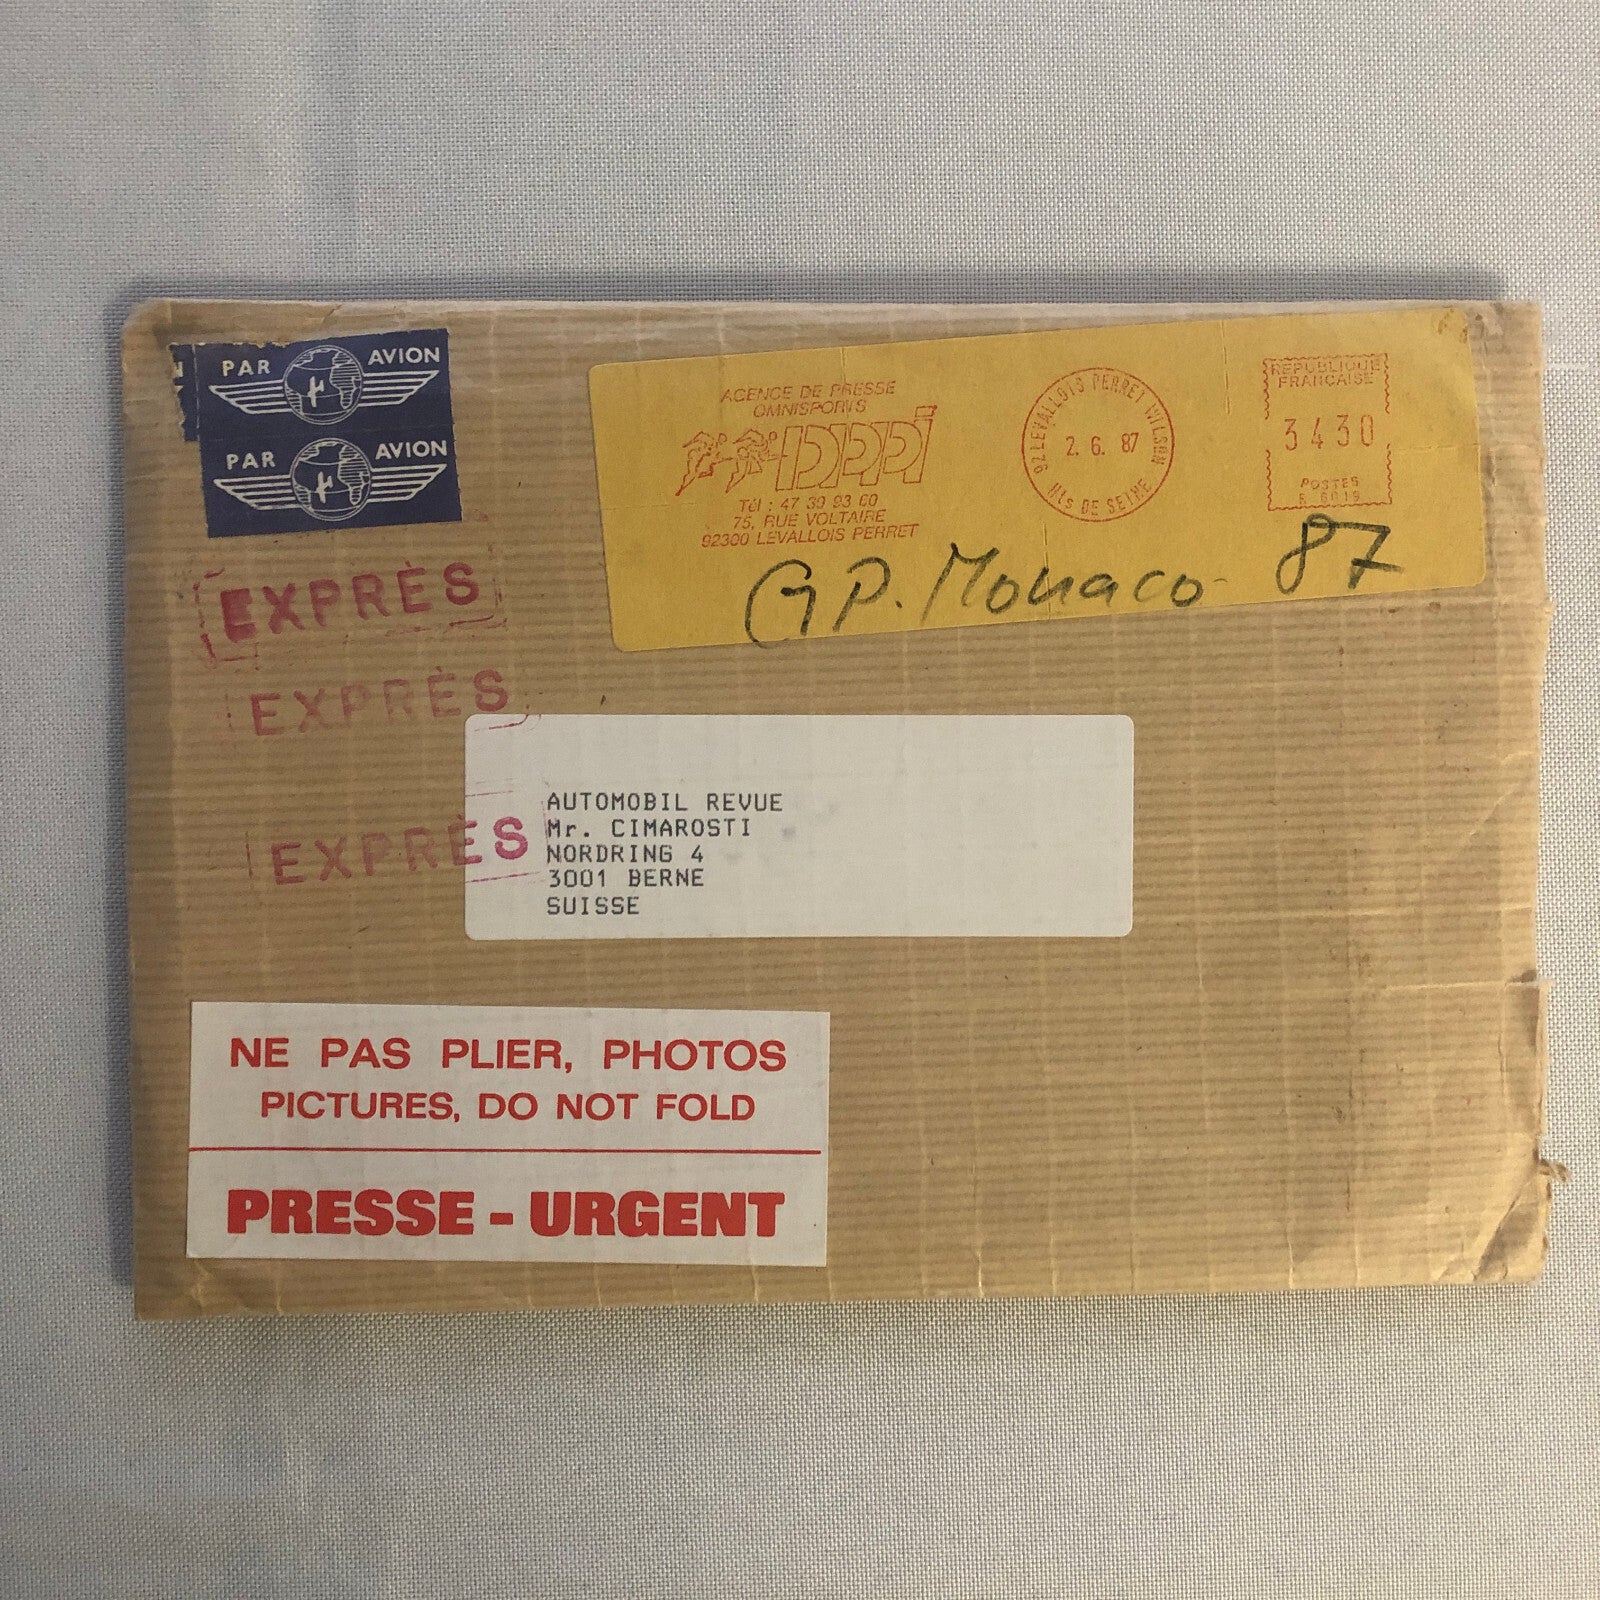 PAR AVION
PAR AVION
EXPRÈS
EXPRÈS
EXPRÈS
AGENCE DE PRESSE
OMNISPORTS
DPPI
Tél : 47 39 93 60
75, RUE VOLTAIRE
92300 LEVALLOIS PERRET
92 LEVALLOIS PERRET WILSON
2. 6. 87
Hts DE SEINE
REPUBLIQUE
FRANCAISE
3430
POSTES
GP. Monaco - 87
AUTOMOBIL REVUE
Mr. CIMAROSTI
NORDRING 4
3001 BERNE
SUISSE
NE PAS PLIER, PHOTOS
PICTURES, DO NOT FOLD
PRESSE - URGENT